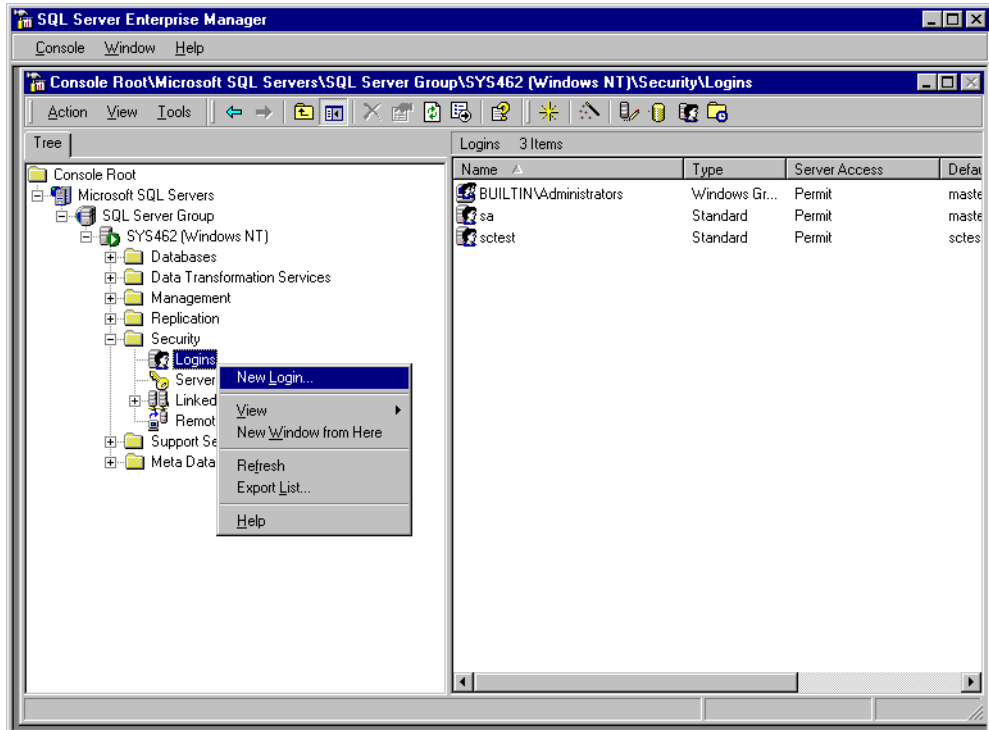 SQL Server Enterprise Manager
Console Window Help
Console Root\Microsoft SQL Servers\SQL Server Group\SYS462 (Windows NT)\Security\Logins
Action View Tools
Tree
Console Root
Microsoft SQL Servers
SQL Server Group
SYS462 (Windows NT)
Databases
Data Transformation Services
Management
Replication
Security
Logins
Server
Linked
Remot
Support Se
Meta Data
New Login...
View
New Window from Here
Refresh
Export List...
Help
Logins 3 Items
Name Type Server Access Defau
BUILTIN\Administrators Windows Gr... Permit maste
sa Standard Permit maste
sctest Standard Permit sctes